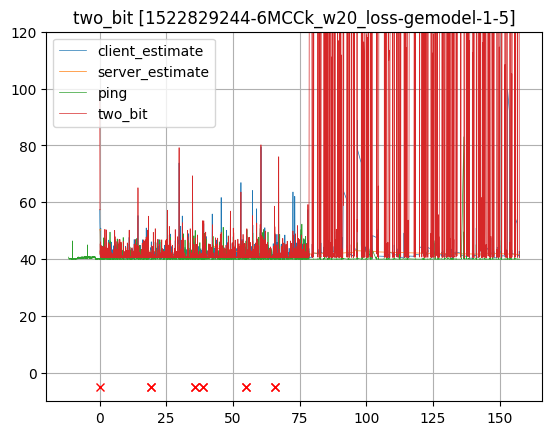 two_bit [1522829244-6MCCk_w20_loss-gemodel-1-5]
120
100
80
60
40
20
0
client_estimate
server_estimate
ping
two_bit
0
25
50
75
100
125
150